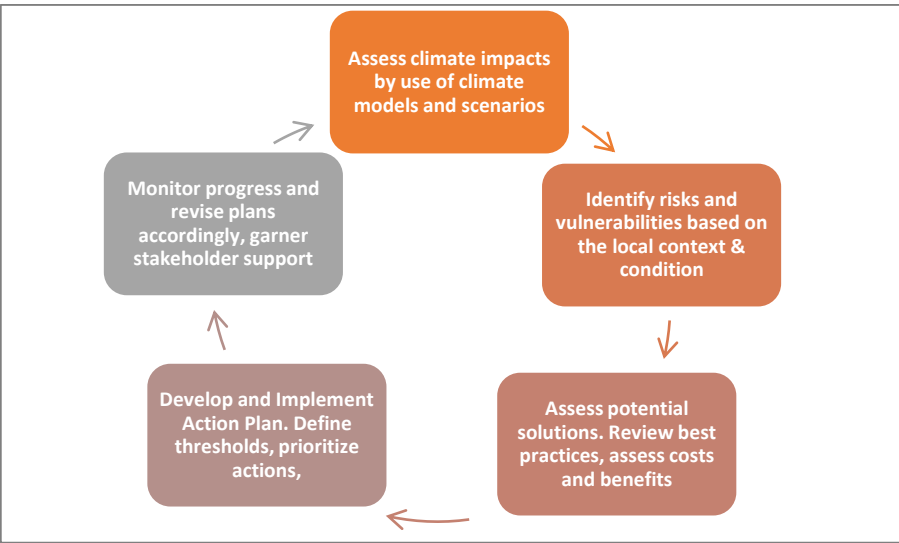 Assess climate impacts
by use of climate
models and scenarios
Identify risks and
vulnerabilities based on
the local context &
condition
Assess potential
solutions. Review best
practices, assess costs
and benefits
Develop and Implement
Action Plan. Define
thresholds, prioritize
actions,
Monitor progress and
revise plans
accordingly, garner
stakeholder support